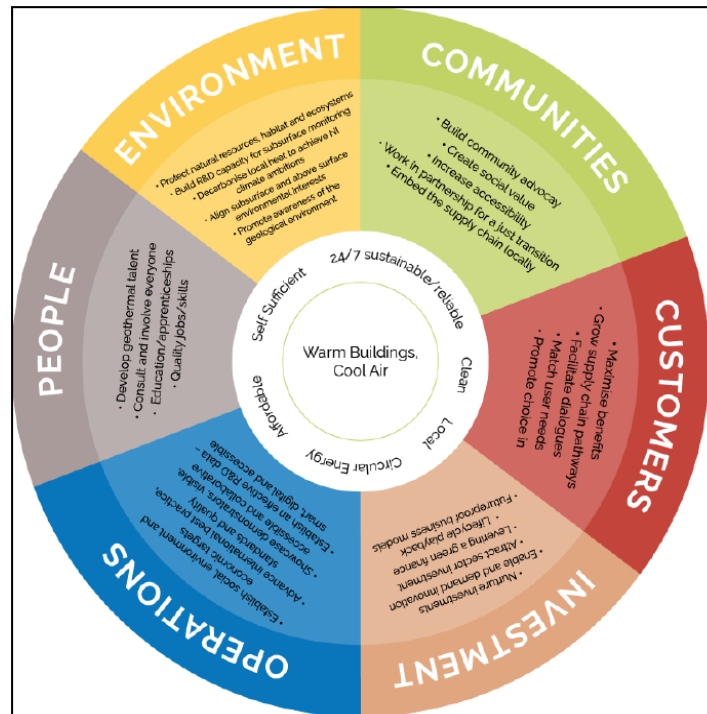 ENVIRONMENT
• Protect natural resources, habitat and ecosystems
• Build R&D capacity for subsurface monitoring
• Decarbonise local heel to achieve NI
climate ambitions
• Align subsurface and above surface
environmental interests
• Promote awareness of the
geological environment
COMMUNITIES
• Build community advocay
• Create social value
• Increase accessibility
• Work in partnership for a just transition
• Embed the supply chain locally
CUSTOMERS
• Maximise benefits
• Grow supply chain pathways
• Facilitate dialogues
• Match user needs
• Promote choice in
INVESTMENT
• Nurture investments
• Enable and demand innovation
• Attract sector investment
• Levering a green finance
• Lifecycle playback
• Futureproof business models
OPERATIONS
• Establish social, environment and
economic targets
• Advance international best practice,
standards and quality
• Showcase demonstrators visible,
accessible and collaborative
• Establish an effective R&D data –
smart, digital and accessible
PEOPLE
• Develop geothermal talent
• Consult and involve everyone
• Education/apprenticeships
• Quality jobs/skills
24/7 sustainable/reliable
Clean
Local
Circular Energy
Affordable
Self Sufficient
Warm Buildings,
Cool Air